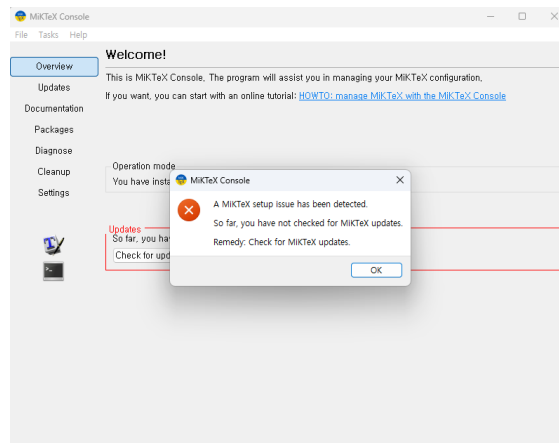 MiKTeX Console
File Tasks Help
Overview
Updates
Documentation
Packages
Diagnose
Cleanup
Settings
Welcome!
This is MiKTeX Console, The program will assist you in managing your MiKTeX configuration,
If you want, you can start with an online tutorial: HOWTO: manage MiKTeX with the MiKTeX Console
Operation mode
You have insta
Updates
So far, you ha
Check for upd
MiKTeX Console
A MiKTeX setup issue has been detected.
So far, you have not checked for MiKTeX updates.
Remedy: Check for MiKTeX updates.
OK